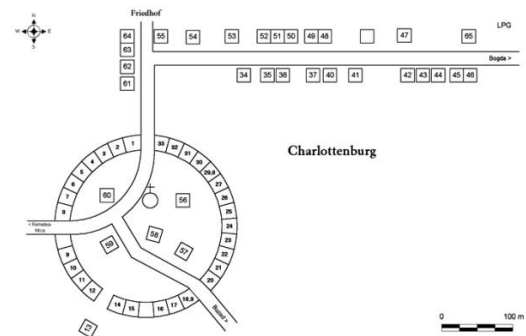 Friedhof
N
W E
S
LPG
64 55 54 53 52 51 50 49 48 47 65
63
62
61
34 35 36 37 40 41 42 43 44 45 46
Bogda >
Charlottenburg
1 33 32 31 30 29,8 27 26 25 24 23 22 21 20
2 3 4 5 6 7 8
60 56
58 57
59
< Remetea
Mica
9 10 11 12
13
14 15 16 17 18,9
Buzad >
0 100 m